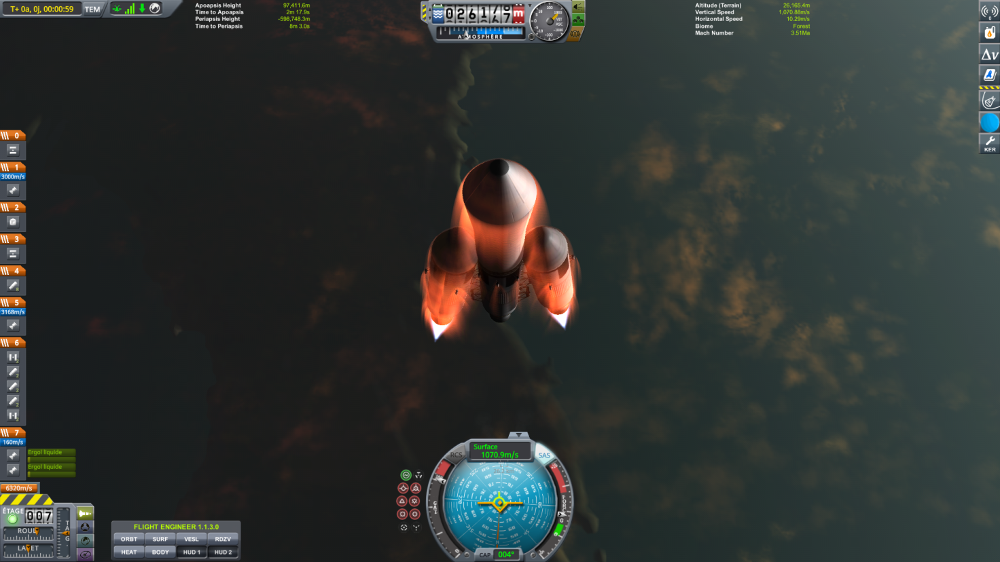 T+ 0a, 0j, 00:00:59 TEM
Apoapsis Height 97,411.6m
Time to Apoapsis 2m 17.9s
Periapsis Height -598,748.3m
Time to Periapsis 8m 3.0s
ATMOSPHÈRE
Altitude (Terrain) 26,165.4m
Vertical Speed 1,070.88m/s
Horizontal Speed 10.29m/s
Biome Forest
Mach Number 3.51Ma
Δv
KER
0
1
3000m/s
2
3
4
5
3168m/s
6
7
160m/s
Ergol liquide
Ergol liquide
6320m/s
ÉTAGE 007
ROUL
LACET
TANG
FLIGHT ENGINEER 1.1.3.0
ORBT SURF VESL RDZV
HEAT BODY HUD 1 HUD 2
RCS Surface SAS
1070.9m/s
GAZ
FORCE G
CAP 004°